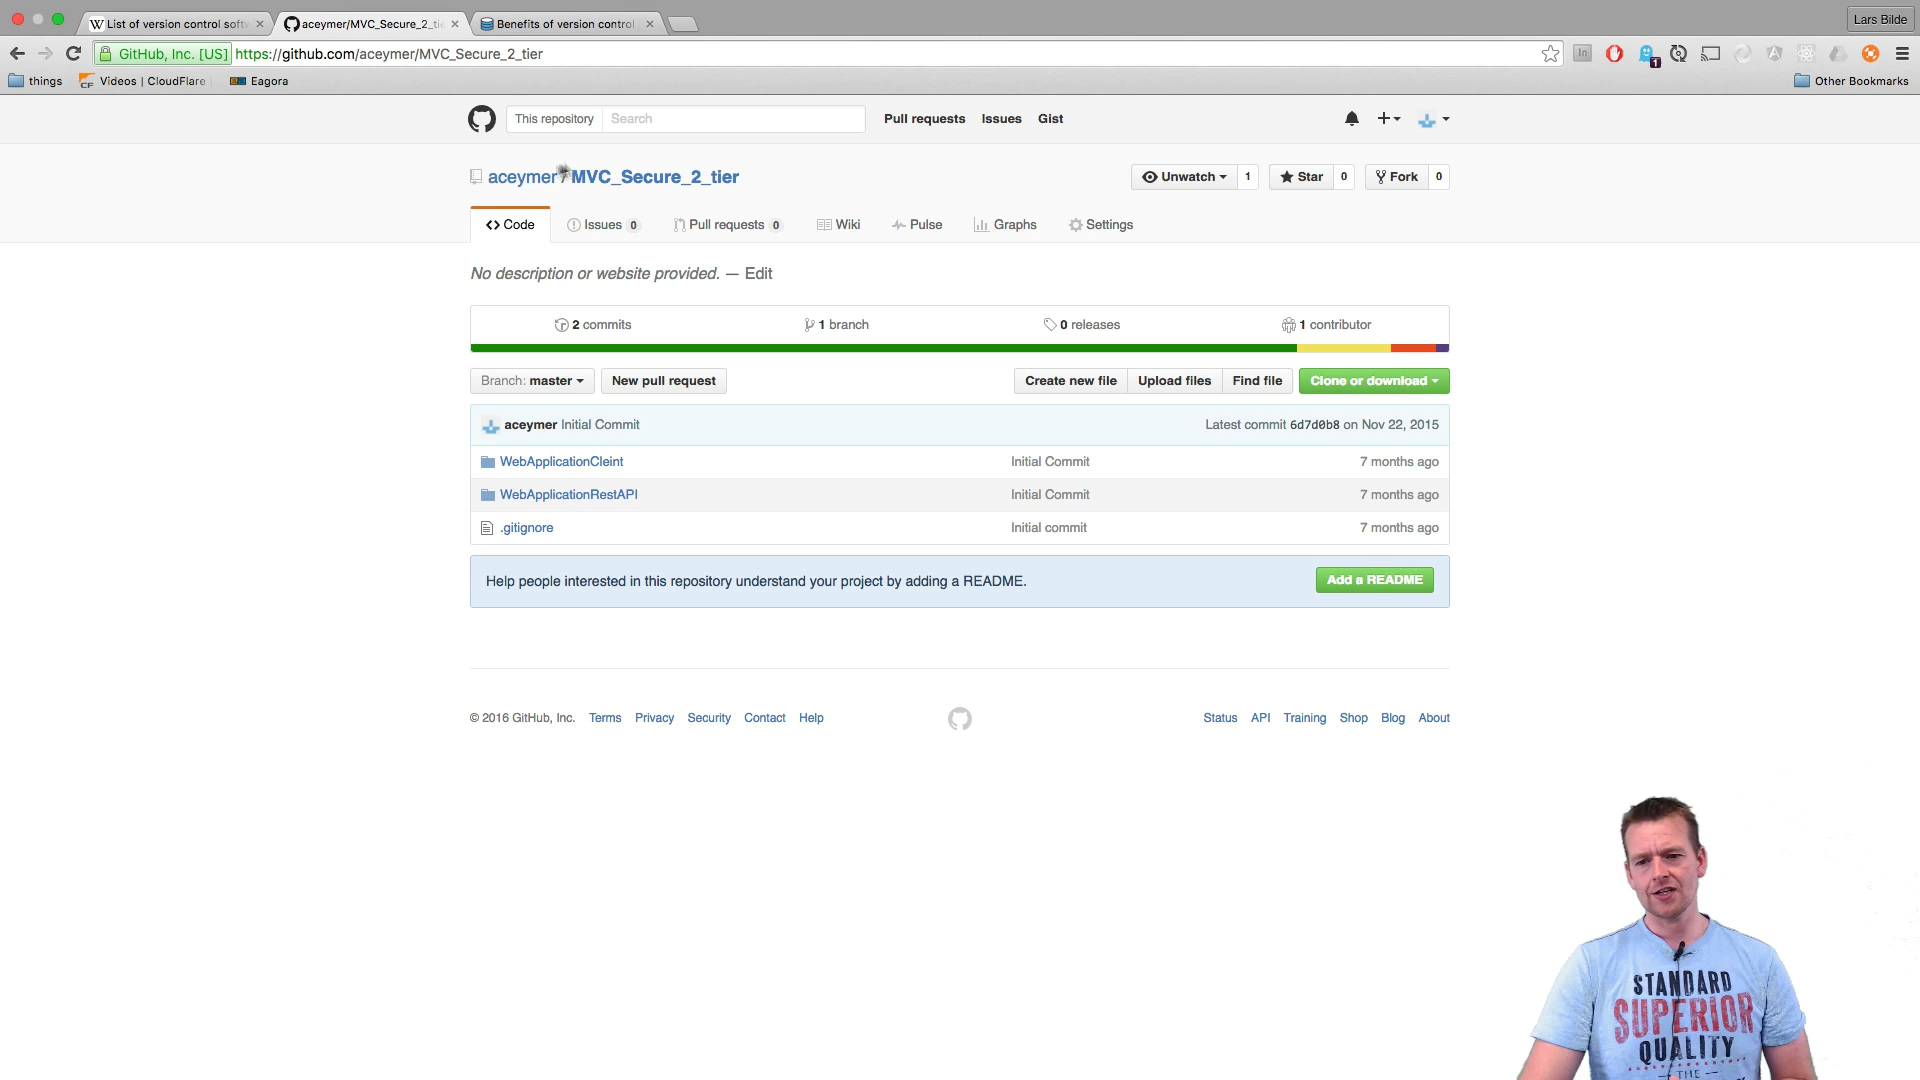 List of version control softw
aceymer/MVC_Secure_2_tie
Benefits of version control
Lars Bilde
GitHub, Inc. [US] https://github.com/aceymer/MVC_Secure_2_tier
In
1
things
Videos | CloudFlare
Eagora
Other Bookmarks
This repository Search Pull requests Issues Gist
aceymer / MVC_Secure_2_tier
Unwatch 1 Star 0 Fork 0
Code Issues 0 Pull requests 0 Wiki Pulse Graphs Settings
No description or website provided. — Edit
2 commits 1 branch 0 releases 1 contributor
Branch: master New pull request Create new file Upload files Find file Clone or download
aceymer Initial Commit Latest commit 6d7d0b8 on Nov 22, 2015
WebApplicationCleint Initial Commit 7 months ago
WebApplicationRestAPI Initial Commit 7 months ago
.gitignore Initial commit 7 months ago
Help people interested in this repository understand your project by adding a README. Add a README
© 2016 GitHub, Inc. Terms Privacy Security Contact Help Status API Training Shop Blog About
STANDARD
SUPERIOR
QUALITY
THE